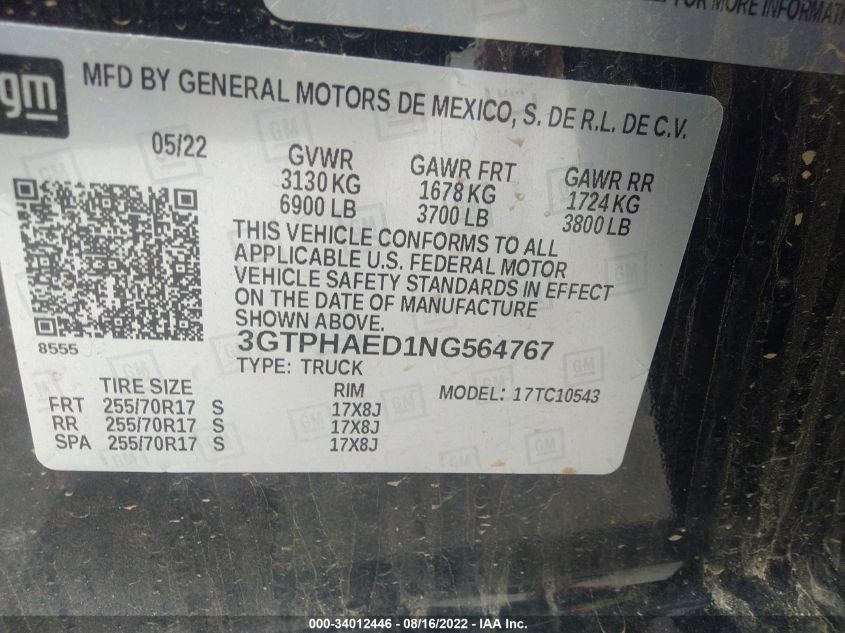 FOR MORE INFORMATI
gm
MFD BY GENERAL MOTORS DE MEXICO, S. DE R.L. DE C.V.
05/22
GVWR GAWR FRT GAWR RR
3130 KG 1678 KG 1724 KG
6900 LB 3700 LB 3800 LB
THIS VEHICLE CONFORMS TO ALL
APPLICABLE U.S. FEDERAL MOTOR
VEHICLE SAFETY STANDARDS IN EFFECT
ON THE DATE OF MANUFACTURE
SHOWN ABOVE.
8555
3GTPHAED1NG564767
TYPE: TRUCK
TIRE SIZE RIM MODEL: 17TC10543
FRT 255/70R17 S 17X8J
RR 255/70R17 S 17X8J
SPA 255/70R17 S 17X8J
000-34012446 - 08/16/2022 - IAA Inc.